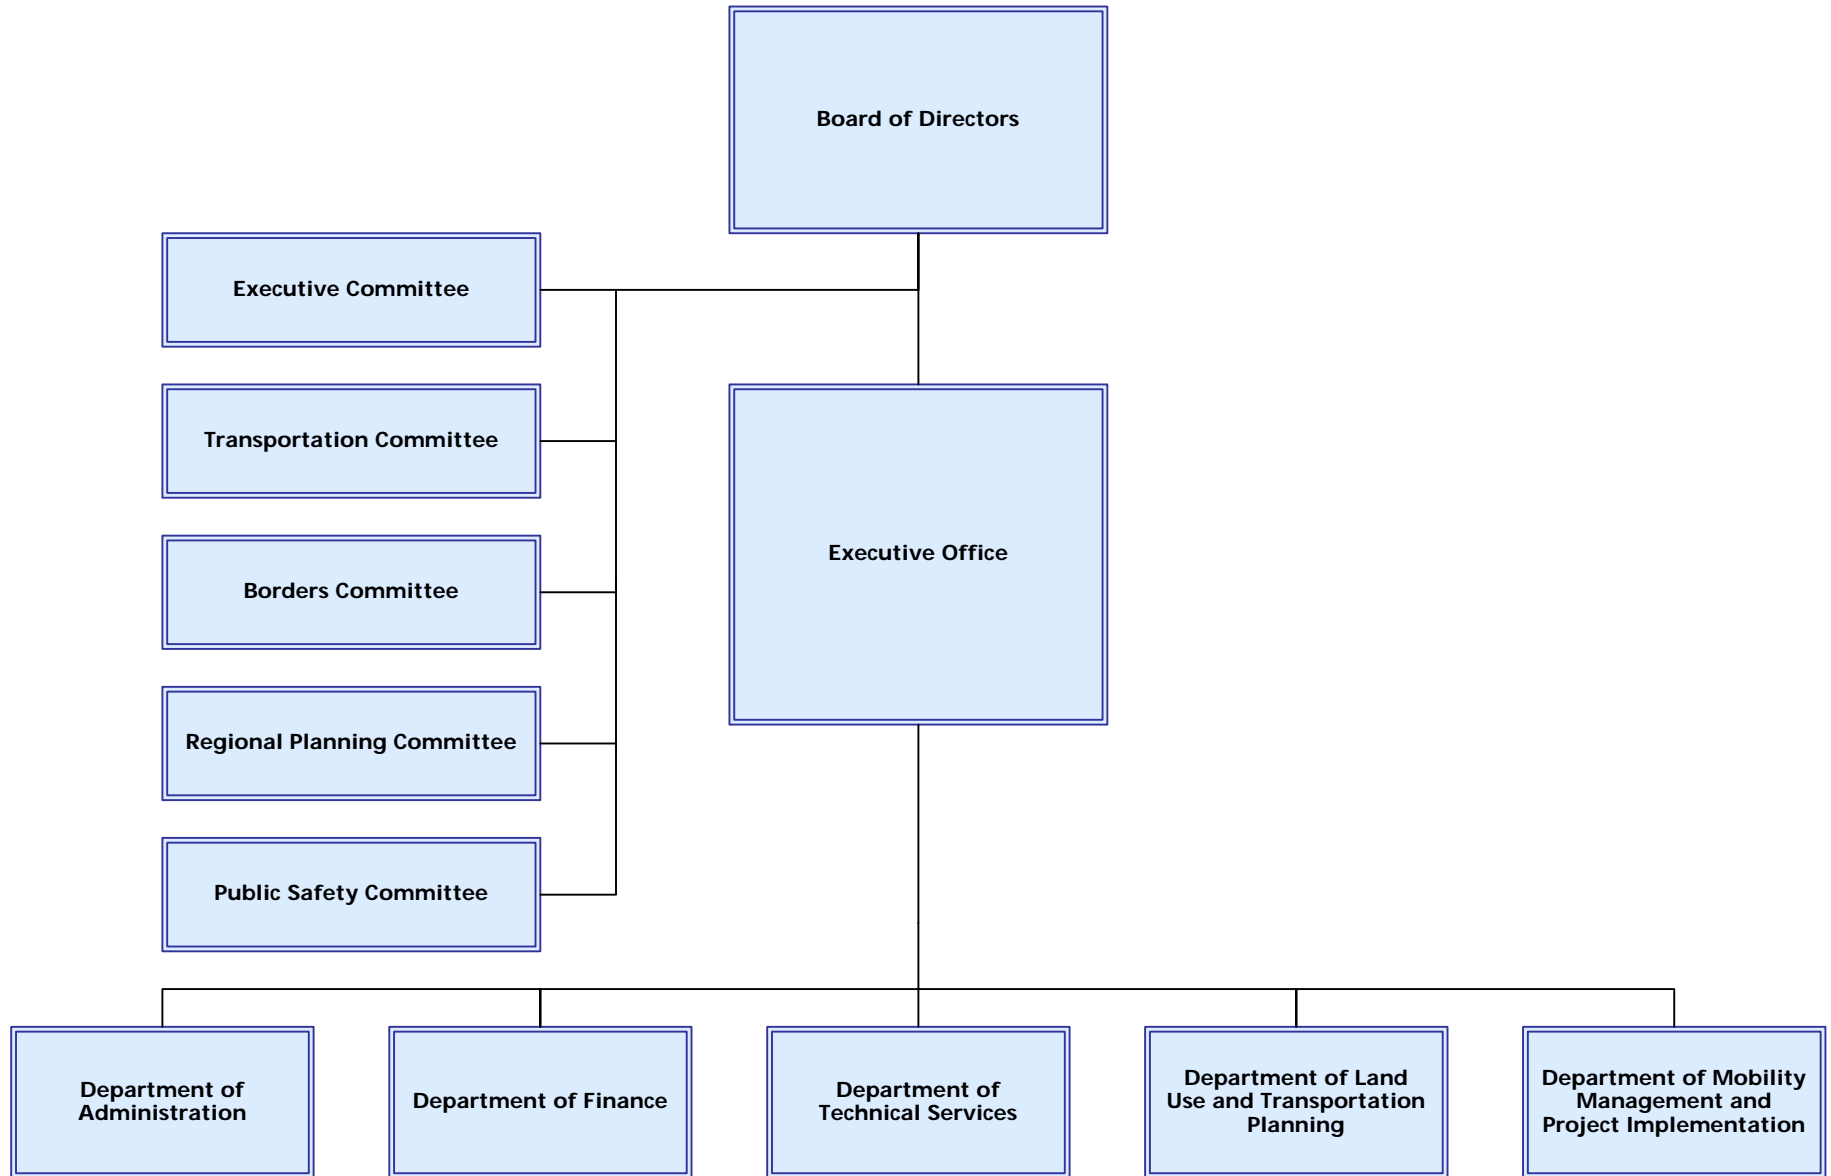 Board of Directors
Executive Committee
Transportation Committee
Executive Office
Borders Committee
Regional Planning Committee
Public Safety Committee
Department of
Administration
Department of Finance
Department of
Technical Services
Department of Land
Use and Transportation
Planning
Department of Mobility
Management and
Project Implementation